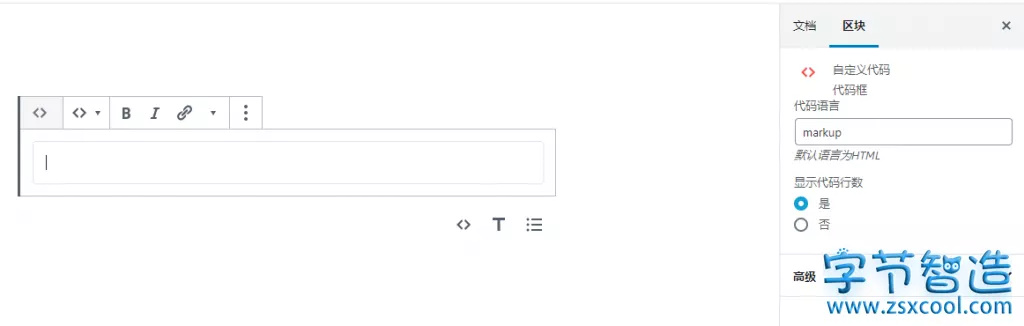 文档 区块
自定义代码
代码框
代码语言
B I
markup
默认语言为HTML
显示代码行数
是
T
否
高级
字节智造
www.zsxcool.com